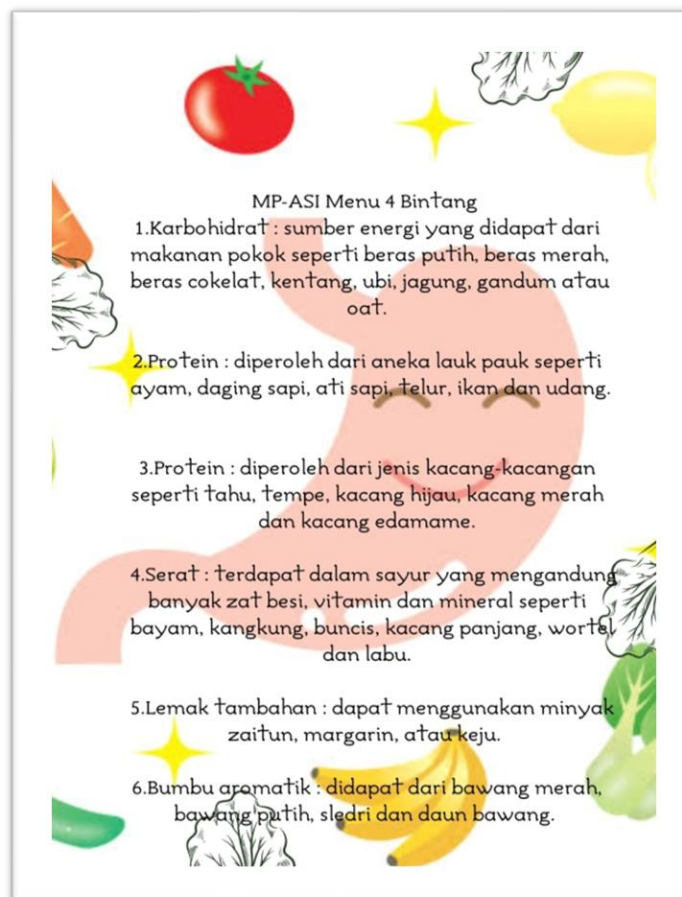 MP-ASI Menu 4 Bintang
1.Karbohidrat : sumber energi yang didapat dari
makanan pokok seperti beras putih, beras merah,
beras cokelat, kentang, ubi, jagung, gandum atau
oat.
2.Protein : diperoleh dari aneka lauk pauk seperti
ayam, daging sapi, ati sapi, telur, ikan dan udang.
3.Protein : diperoleh dari jenis kacang-kacangan
seperti tahu, tempe, kacang hijau, kacang merah
dan kacang edamame.
4.Serat : terdapat dalam sayur yang mengandung
banyak zat besi, vitamin dan mineral seperti
bayam, kangkung, buncis, kacang panjang, wortel
dan labu.
5.Lemak tambahan : dapat menggunakan minyak
zaitun, margarin, atau keju.
6.Bumbu aromatik : didapat dari bawang merah,
bawang putih, sledri dan daun bawang.